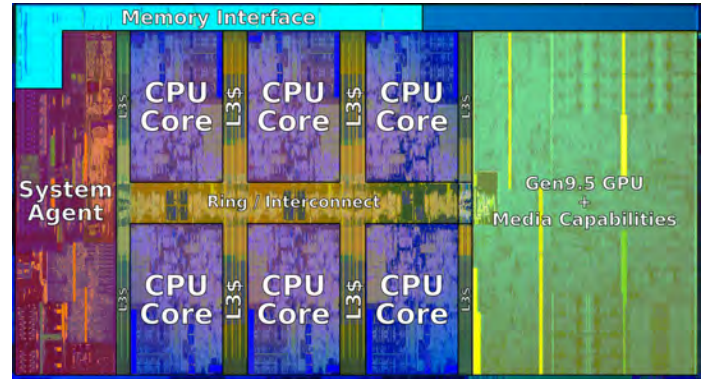 Memory Interface
CPU
Core
CPU
Core
CPU
Core
L3$
L3$
L3$
L3$
System
Agent
Ring / Interconnect
Gen9.5 GPU
+
Media Capabilities
CPU
Core
CPU
Core
CPU
Core
L3$
L3$
L3$
L3$